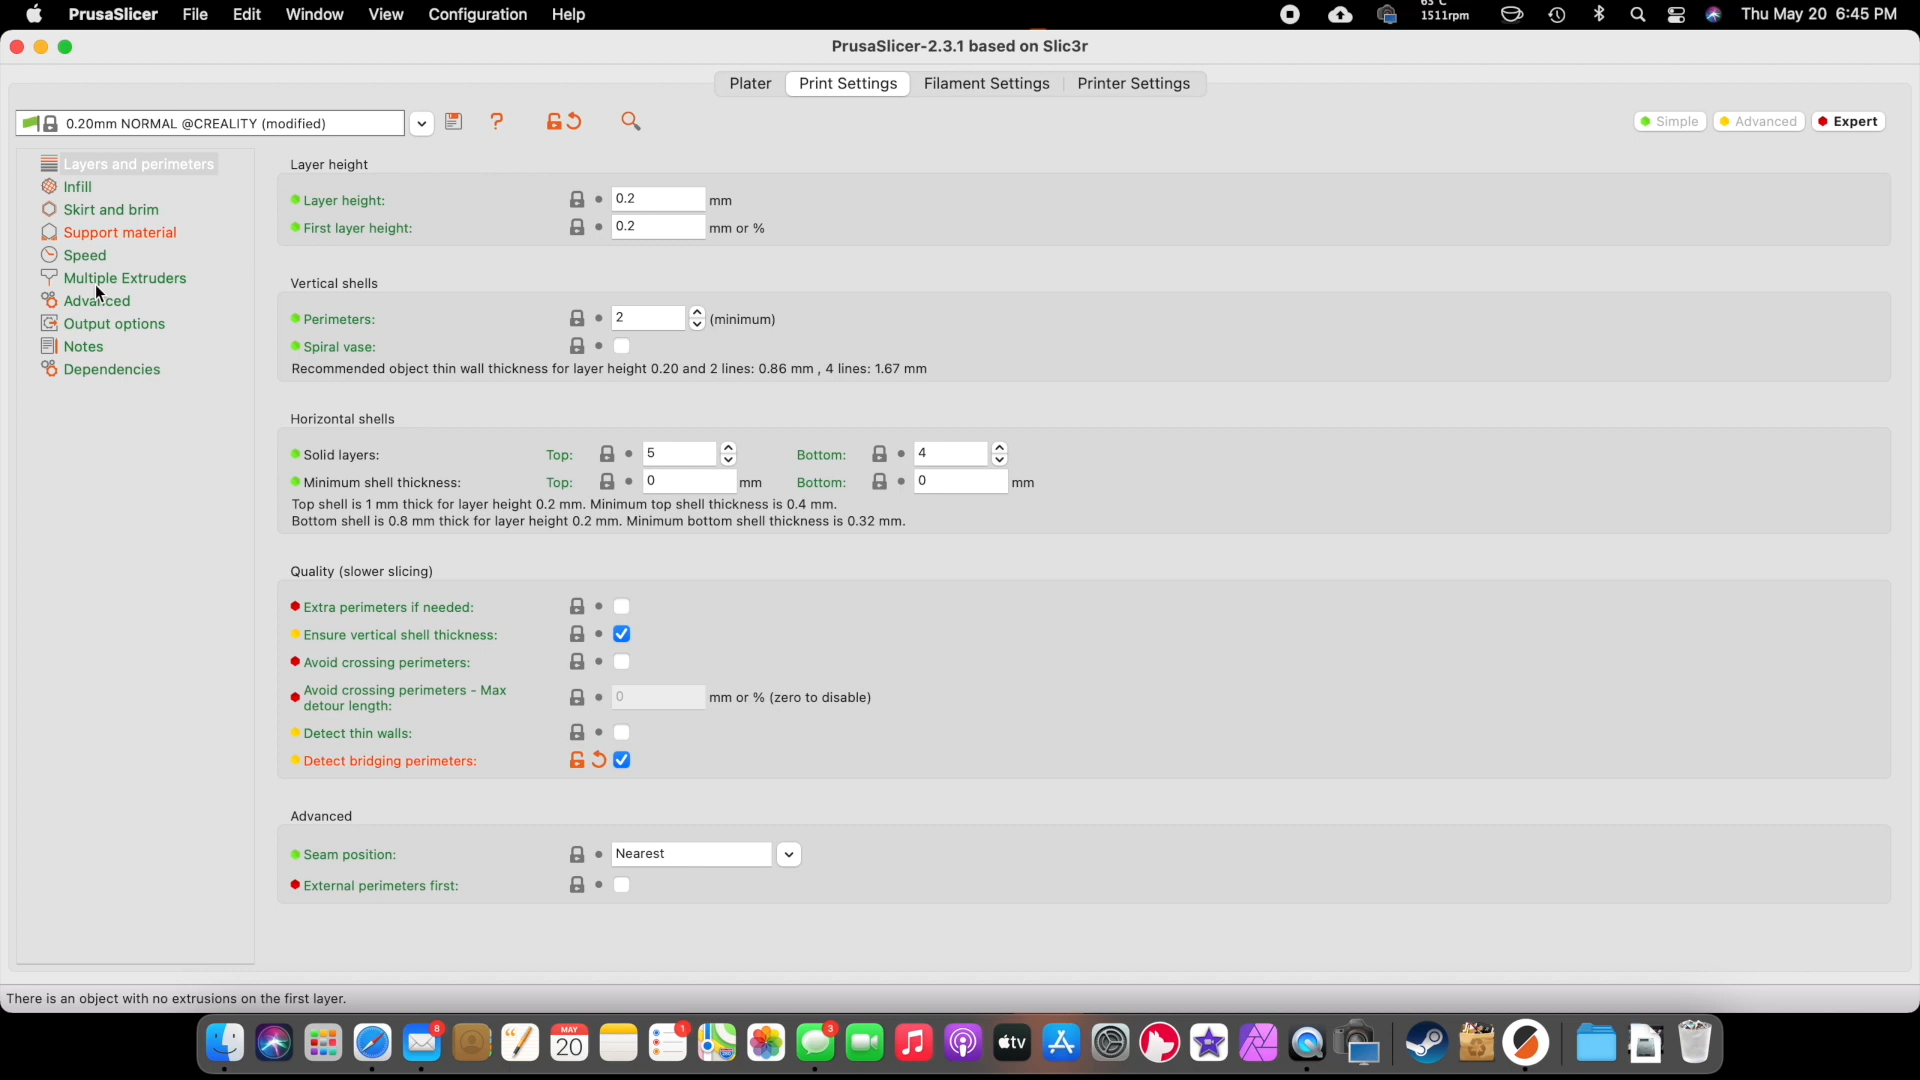 PrusaSlicer File Edit Window View Configuration Help
63°C
1511rpm
Thu May 20 6:45 PM
PrusaSlicer-2.3.1 based on Slic3r
Plater Print Settings Filament Settings Printer Settings
0.20mm NORMAL @CREALITY (modified)
?
Simple Advanced Expert
Layers and perimeters
Infill
Skirt and brim
Support material
Speed
Multiple Extruders
Advanced
Output options
Notes
Dependencies
Layer height
Layer height: 0.2 mm
First layer height: 0.2 mm or %
Vertical shells
Perimeters: 2 (minimum)
Spiral vase:
Recommended object thin wall thickness for layer height 0.20 and 2 lines: 0.86 mm , 4 lines: 1.67 mm
Horizontal shells
Solid layers: Top: 5 Bottom: 4
Minimum shell thickness: Top: 0 mm Bottom: 0 mm
Top shell is 1 mm thick for layer height 0.2 mm. Minimum top shell thickness is 0.4 mm.
Bottom shell is 0.8 mm thick for layer height 0.2 mm. Minimum bottom shell thickness is 0.32 mm.
Quality (slower slicing)
Extra perimeters if needed:
Ensure vertical shell thickness:
Avoid crossing perimeters:
Avoid crossing perimeters - Max
detour length: 0 mm or % (zero to disable)
Detect thin walls:
Detect bridging perimeters:
Advanced
Seam position: Nearest
External perimeters first:
There is an object with no extrusions on the first layer.
8 MAY 20 1 3 tv